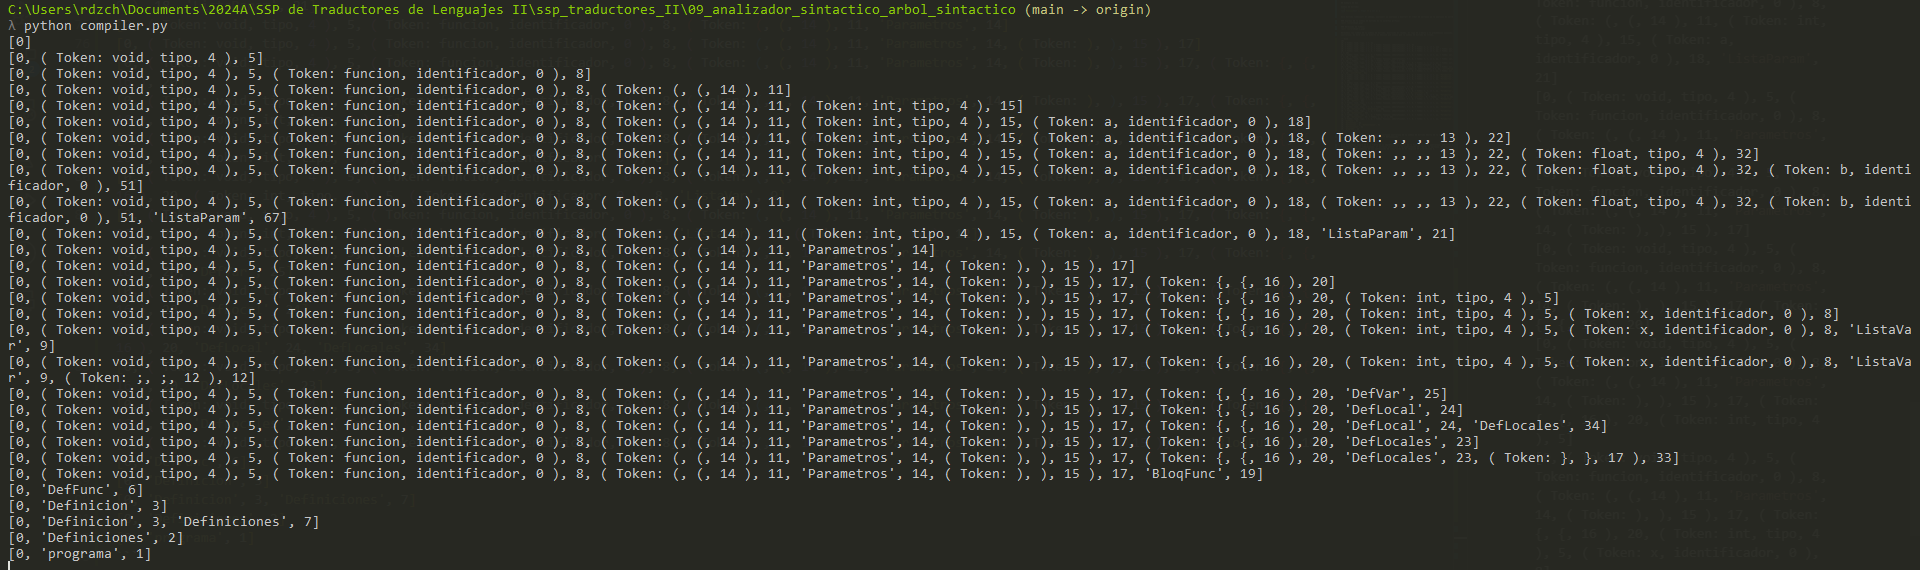 C:\Users\rdzch\Documents\2024A\SSP de Traductores de Lenguajes II\ssp_traductores_II\09_analizador_sintactico_arbol_sintactico (main -> origin)
λ python compiler.py
[0]
[0, ( Token: void, tipo, 4 ), 5]
[0, ( Token: void, tipo, 4 ), 5, ( Token: funcion, identificador, 0 ), 8]
[0, ( Token: void, tipo, 4 ), 5, ( Token: funcion, identificador, 0 ), 8, ( Token: (, (, 14 ), 11]
[0, ( Token: void, tipo, 4 ), 5, ( Token: funcion, identificador, 0 ), 8, ( Token: (, (, 14 ), 11, ( Token: int, tipo, 4 ), 15]
[0, ( Token: void, tipo, 4 ), 5, ( Token: funcion, identificador, 0 ), 8, ( Token: (, (, 14 ), 11, ( Token: int, tipo, 4 ), 15, ( Token: a, identificador, 0 ), 18]
[0, ( Token: void, tipo, 4 ), 5, ( Token: funcion, identificador, 0 ), 8, ( Token: (, (, 14 ), 11, ( Token: int, tipo, 4 ), 15, ( Token: a, identificador, 0 ), 18, ( Token: ,, ,, 13 ), 22]
[0, ( Token: void, tipo, 4 ), 5, ( Token: funcion, identificador, 0 ), 8, ( Token: (, (, 14 ), 11, ( Token: int, tipo, 4 ), 15, ( Token: a, identificador, 0 ), 18, ( Token: ,, ,, 13 ), 22, ( Token: float, tipo, 4 ), 32]
[0, ( Token: void, tipo, 4 ), 5, ( Token: funcion, identificador, 0 ), 8, ( Token: (, (, 14 ), 11, ( Token: int, tipo, 4 ), 15, ( Token: a, identificador, 0 ), 18, ( Token: ,, ,, 13 ), 22, ( Token: float, tipo, 4 ), 32, ( Token: b, identi
ficador, 0 ), 51]
[0, ( Token: void, tipo, 4 ), 5, ( Token: funcion, identificador, 0 ), 8, ( Token: (, (, 14 ), 11, ( Token: int, tipo, 4 ), 15, ( Token: a, identificador, 0 ), 18, ( Token: ,, ,, 13 ), 22, ( Token: float, tipo, 4 ), 32, ( Token: b, identi
ficador, 0 ), 51, 'ListaParam', 67]
[0, ( Token: void, tipo, 4 ), 5, ( Token: funcion, identificador, 0 ), 8, ( Token: (, (, 14 ), 11, ( Token: int, tipo, 4 ), 15, ( Token: a, identificador, 0 ), 18, 'ListaParam', 21]
[0, ( Token: void, tipo, 4 ), 5, ( Token: funcion, identificador, 0 ), 8, ( Token: (, (, 14 ), 11, 'Parametros', 14]
[0, ( Token: void, tipo, 4 ), 5, ( Token: funcion, identificador, 0 ), 8, ( Token: (, (, 14 ), 11, 'Parametros', 14, ( Token: ), ), 15 ), 17]
[0, ( Token: void, tipo, 4 ), 5, ( Token: funcion, identificador, 0 ), 8, ( Token: (, (, 14 ), 11, 'Parametros', 14, ( Token: ), ), 15 ), 17, ( Token: {, {, 16 ), 20]
[0, ( Token: void, tipo, 4 ), 5, ( Token: funcion, identificador, 0 ), 8, ( Token: (, (, 14 ), 11, 'Parametros', 14, ( Token: ), ), 15 ), 17, ( Token: {, {, 16 ), 20, ( Token: int, tipo, 4 ), 5]
[0, ( Token: void, tipo, 4 ), 5, ( Token: funcion, identificador, 0 ), 8, ( Token: (, (, 14 ), 11, 'Parametros', 14, ( Token: ), ), 15 ), 17, ( Token: {, {, 16 ), 20, ( Token: int, tipo, 4 ), 5, ( Token: x, identificador, 0 ), 8]
[0, ( Token: void, tipo, 4 ), 5, ( Token: funcion, identificador, 0 ), 8, ( Token: (, (, 14 ), 11, 'Parametros', 14, ( Token: ), ), 15 ), 17, ( Token: {, {, 16 ), 20, ( Token: int, tipo, 4 ), 5, ( Token: x, identificador, 0 ), 8, 'ListaVa
r', 9]
[0, ( Token: void, tipo, 4 ), 5, ( Token: funcion, identificador, 0 ), 8, ( Token: (, (, 14 ), 11, 'Parametros', 14, ( Token: ), ), 15 ), 17, ( Token: {, {, 16 ), 20, ( Token: int, tipo, 4 ), 5, ( Token: x, identificador, 0 ), 8, 'ListaVa
r', 9, ( Token: ;, ;, 12 ), 12]
[0, ( Token: void, tipo, 4 ), 5, ( Token: funcion, identificador, 0 ), 8, ( Token: (, (, 14 ), 11, 'Parametros', 14, ( Token: ), ), 15 ), 17, ( Token: {, {, 16 ), 20, 'DefVar', 25]
[0, ( Token: void, tipo, 4 ), 5, ( Token: funcion, identificador, 0 ), 8, ( Token: (, (, 14 ), 11, 'Parametros', 14, ( Token: ), ), 15 ), 17, ( Token: {, {, 16 ), 20, 'DefLocal', 24]
[0, ( Token: void, tipo, 4 ), 5, ( Token: funcion, identificador, 0 ), 8, ( Token: (, (, 14 ), 11, 'Parametros', 14, ( Token: ), ), 15 ), 17, ( Token: {, {, 16 ), 20, 'DefLocal', 24, 'DefLocales', 34]
[0, ( Token: void, tipo, 4 ), 5, ( Token: funcion, identificador, 0 ), 8, ( Token: (, (, 14 ), 11, 'Parametros', 14, ( Token: ), ), 15 ), 17, ( Token: {, {, 16 ), 20, 'DefLocales', 23]
[0, ( Token: void, tipo, 4 ), 5, ( Token: funcion, identificador, 0 ), 8, ( Token: (, (, 14 ), 11, 'Parametros', 14, ( Token: ), ), 15 ), 17, ( Token: {, {, 16 ), 20, 'DefLocales', 23, ( Token: }, }, 17 ), 33]
[0, ( Token: void, tipo, 4 ), 5, ( Token: funcion, identificador, 0 ), 8, ( Token: (, (, 14 ), 11, 'Parametros', 14, ( Token: ), ), 15 ), 17, 'BloqFunc', 19]
[0, 'DefFunc', 6]
[0, 'Definicion', 3]
[0, 'Definicion', 3, 'Definiciones', 7]
[0, 'Definiciones', 2]
[0, 'programa', 1]